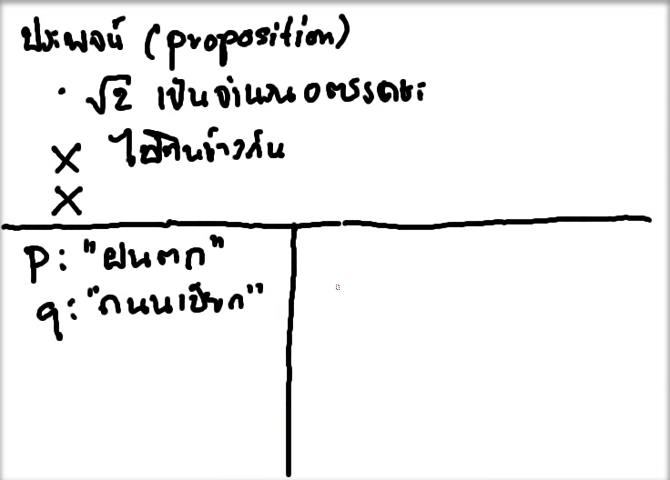 ประพจน์ (proposition)
· √2 เป็นจำนวนอตรรกยะ
× ไปกินข้าวกัน
×
p: "ฝนตก"
q: "ถนนเปียก"